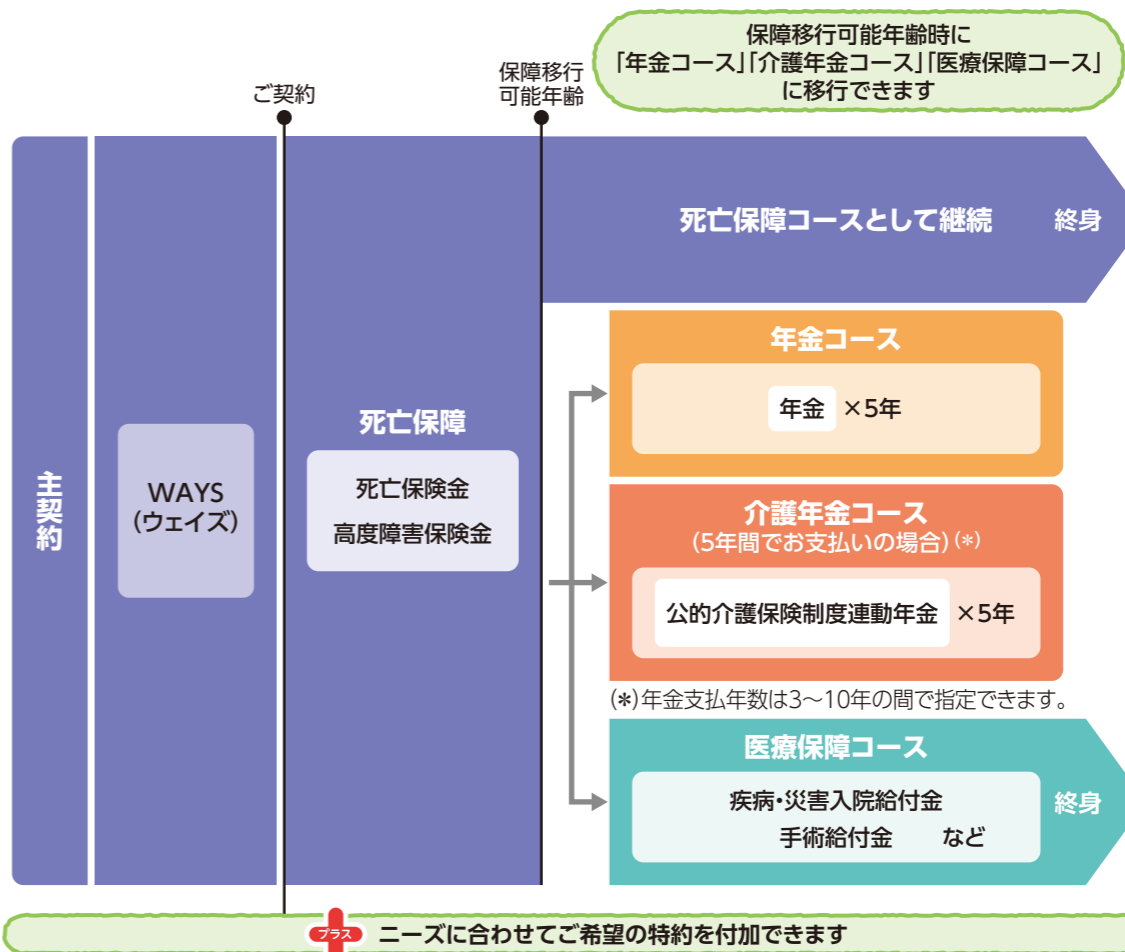 保障移行可能年齢時に
「年金コース」「介護年金コース」「医療保障コース」
に移行できます
ご契約
保障移行
可能年齢
主契約
WAYS
(ウェイズ)
死亡保障
死亡保険金
高度障害保険金
死亡保障コースとして継続 終身
年金コース
年金 ×5年
介護年金コース
(5年間でお支払いの場合)(*)
公的介護保険制度連動年金 ×5年
(*)年金支払年数は3〜10年の間で指定できます。
医療保障コース
疾病・災害入院給付金
手術給付金 など
終身
プラス ニーズに合わせてご希望の特約を付加できます